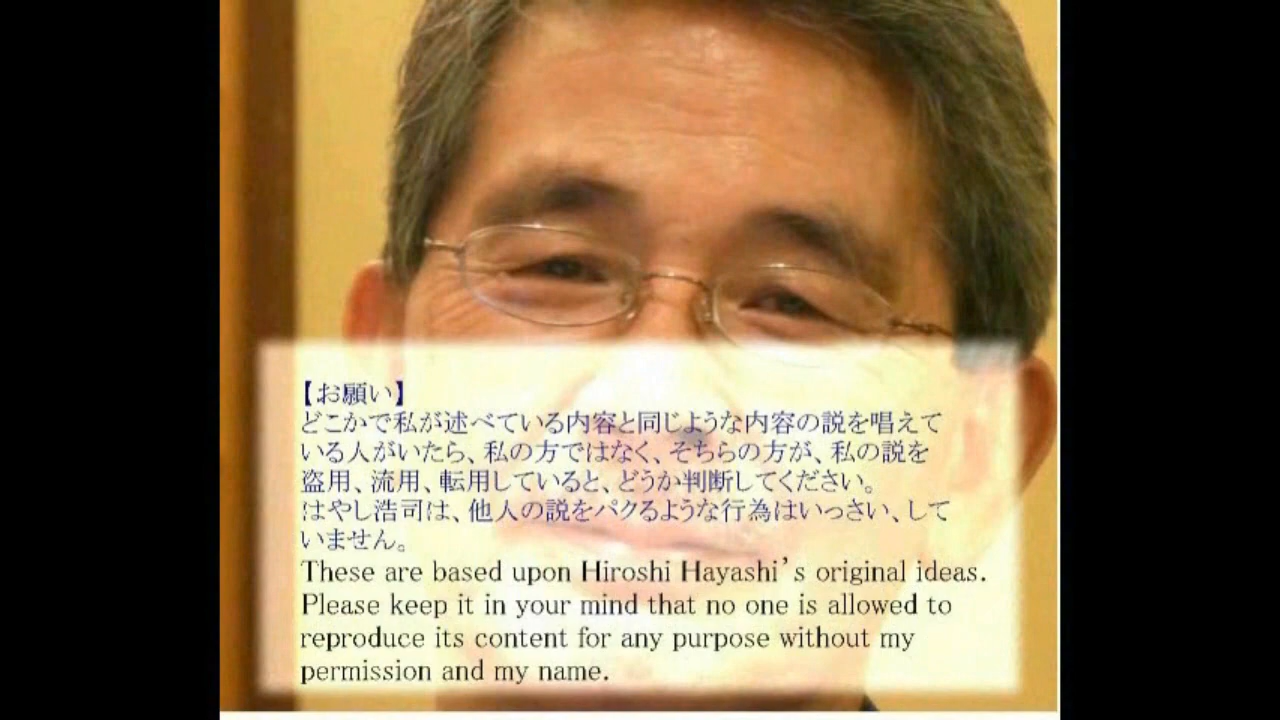 【お願い】
どこかで私が述べている内容と同じような内容の説を唱えて
いる人がいたら、私の方ではなく、そちらの方が、私の説を
盗用、流用、転用していると、どうか判断してください。
はやし浩司は、他人の説をパクるような行為はいっさい、して
いません。
These are based upon Hiroshi Hayashi's original ideas.
Please keep it in your mind that no one is allowed to
reproduce its content for any purpose without my
permission and my name.